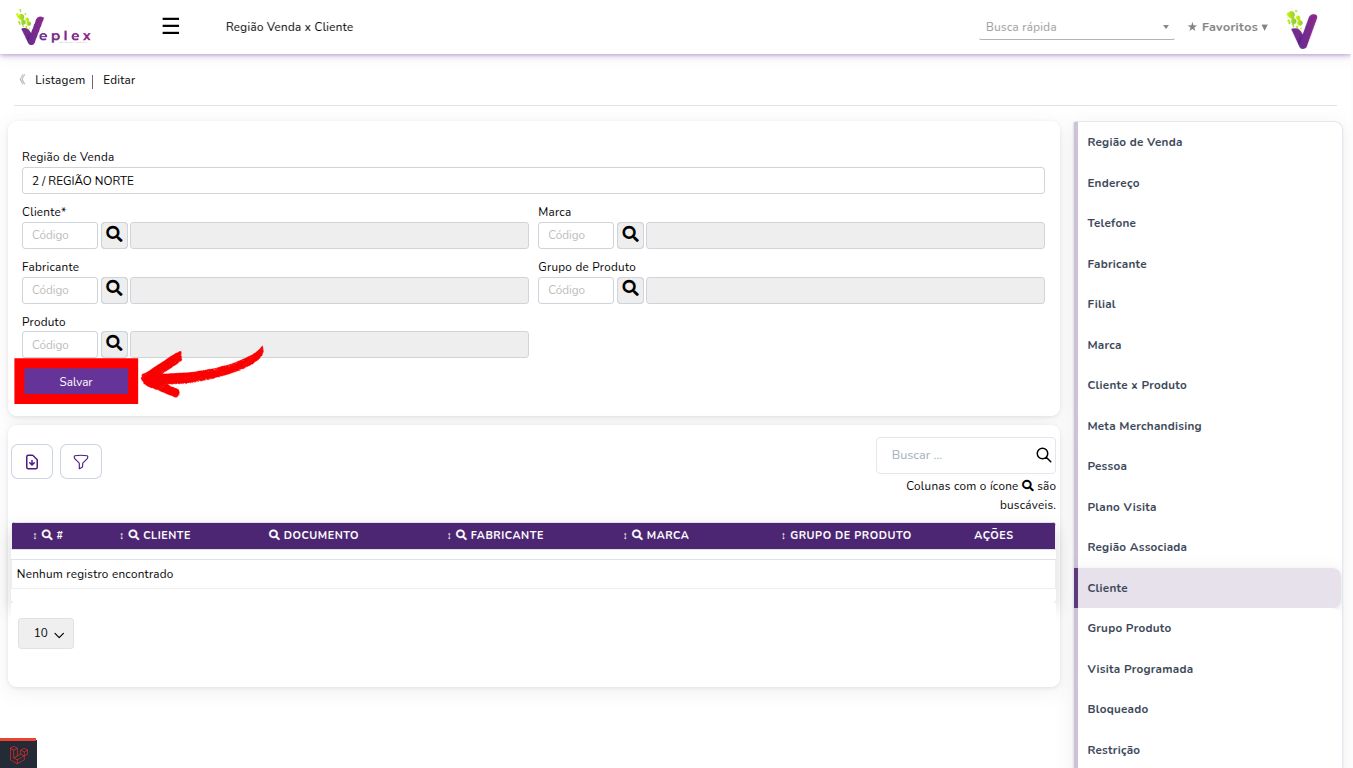 Veplex
☰
Região Venda x Cliente
Busca rápida
★ Favoritos ▾
《 Listagem | Editar
Região de Venda
2 / REGIÃO NORTE
Cliente* Marca
Código Código
Fabricante Grupo de Produto
Código Código
Produto
Código
Salvar
Buscar ...
Colunas com o ícone são
buscáveis.
↕ # ↕ CLIENTE DOCUMENTO ↕ FABRICANTE ↕ MARCA ↕ GRUPO DE PRODUTO AÇÕES
Nenhum registro encontrado
10
Região de Venda
Endereço
Telefone
Fabricante
Filial
Marca
Cliente x Produto
Meta Merchandising
Pessoa
Plano Visita
Região Associada
Cliente
Grupo Produto
Visita Programada
Bloqueado
Restrição